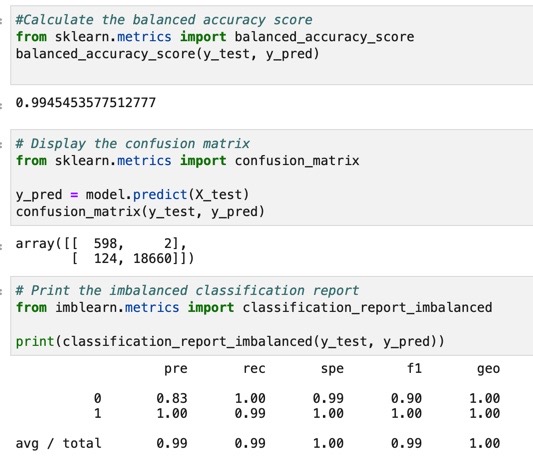 #Calculate the balanced accuracy score
from sklearn.metrics import balanced_accuracy_score
balanced_accuracy_score(y_test, y_pred)
0.9945453577512777
# Display the confusion matrix
from sklearn.metrics import confusion_matrix
y_pred = model.predict(X_test)
confusion_matrix(y_test, y_pred)
array([[  598,     2],
       [  124, 18660]])
# Print the imbalanced classification report
from imblearn.metrics import classification_report_imbalanced
print(classification_report_imbalanced(y_test, y_pred))
pre rec spe f1 geo
0 0.83 1.00 0.99 0.90 1.00
1 1.00 0.99 1.00 1.00 1.00
avg / total 0.99 0.99 1.00 0.99 1.00